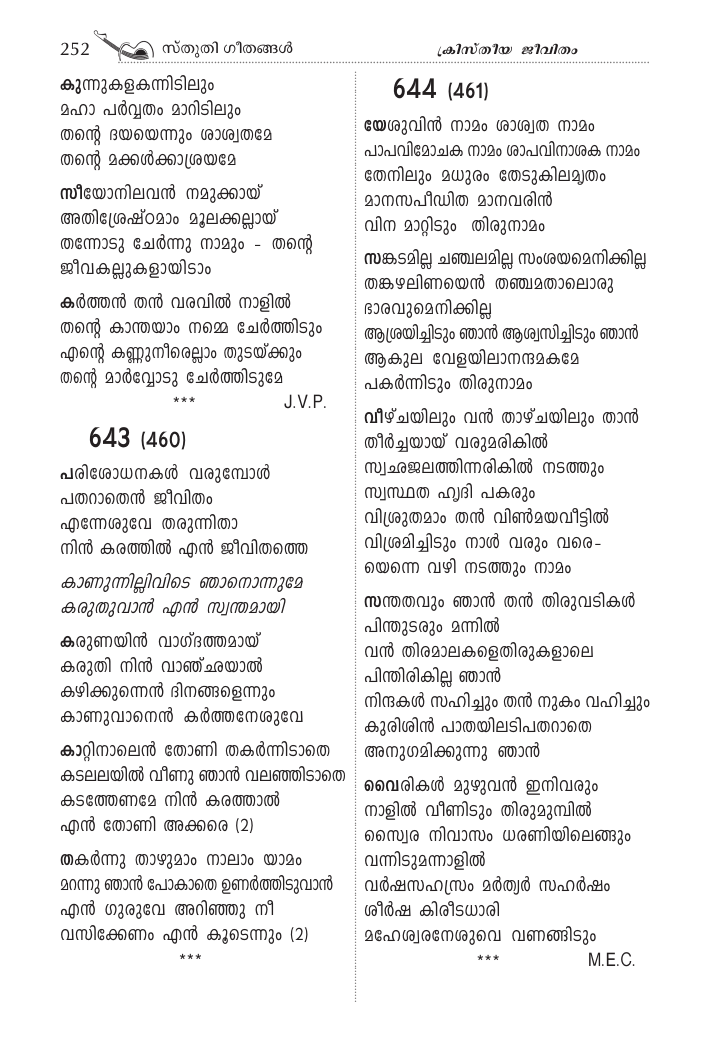 252 സ്തുതി ഗീതങ്ങൾ
ക്രിസ്തീയ ജീവിതം
കുന്നുകളകന്നിടിലും
മഹാ പർവ്വതം മാറിടിലും
തന്റെ ദയയെന്നും ശാശ്വതമേ
തന്റെ മക്കൾക്കാശ്രയമേ
സീയോനിലവൻ നമുക്കായ്
അതിശ്രേഷ്ഠമാം മൂലക്കല്ലായ്
തന്നോടു ചേർന്നു നാമും - തന്റെ
ജീവകല്ലുകളായിടാം
കർത്തൻ തൻ വരവിൽ നാളിൽ
തന്റെ കാന്തയാം നമ്മെ ചേർത്തിടും
എന്റെ കണ്ണുനീരെല്ലാം തുടയ്ക്കും
തന്റെ മാർവ്വോടു ചേർത്തിടുമേ
*** J.V.P.
643 (460)
പരിശോധനകൾ വരുമ്പോൾ
പതറാതെൻ ജീവിതം
എന്നേശുവേ തരുന്നിതാ
നിൻ കരത്തിൽ എൻ ജീവിതത്തെ
കാണുന്നില്ലിവിടെ ഞാനൊന്നുമേ
കരുതുവാൻ എൻ സ്വന്തമായി
കരുണയിൻ വാഗ്ദത്തമായ്
കരുതി നിൻ വാഞ്ഛയാൽ
കഴിക്കുന്നെൻ ദിനങ്ങളെന്നും
കാണുവാനെൻ കർത്തനേശുവേ
കാറ്റിനാലെൻ തോണി തകർന്നിടാതെ
കടലലയിൽ വീണു ഞാൻ വലഞ്ഞിടാതെ
കടത്തേണമേ നിൻ കരത്താൽ
എൻ തോണി അക്കരെ (2)
തകർന്നു താഴുമാം നാലാം യാമം
മറന്നു ഞാൻ പോകാതെ ഉണർത്തിടുവാൻ
എൻ ഗുരുവേ അറിഞ്ഞു നീ
വസിക്കേണം എൻ കൂടെന്നും (2)
***
644 (461)
യേശുവിൻ നാമം ശാശ്വത നാമം
പാപവിമോചക നാമം ശാപവിനാശക നാമം
തേനിലും മധുരം തേടുകിലമൃതം
മാനസപീഡിത മാനവരിൻ
വിന മാറ്റിടും തിരുനാമം
സങ്കടമില്ല ചഞ്ചലമില്ല സംശയമെനിക്കില്ല
തങ്കഴലിണയെൻ തഞ്ചമതാലൊരു
ഭാരവുമെനിക്കില്ല
ആശ്രയിച്ചിടും ഞാൻ ആശ്വസിച്ചിടും ഞാൻ
ആകുല വേളയിലാനന്ദമകമേ
പകർന്നിടും തിരുനാമം
വീഴ്ചയിലും വൻ താഴ്ചയിലും താൻ
തീർച്ചയായ് വരുമരികിൽ
സ്വഛജലത്തിന്നരികിൽ നടത്തും
സ്വസ്ഥത ഹൃദി പകരും
വിശ്രുതമാം തൻ വിൺമയവീട്ടിൽ
വിശ്രമിച്ചിടും നാൾ വരും വരെ-
യെന്നെ വഴി നടത്തും നാമം
സന്തതവും ഞാൻ തൻ തിരുവടികൾ
പിന്തുടരും മന്നിൽ
വൻ തിരമാലകളെതിരുകളാലെ
പിന്തിരികില്ല ഞാൻ
നിന്ദകൾ സഹിച്ചും തൻ നുകം വഹിച്ചും
കുരിശിൻ പാതയിലടിപതറാതെ
അനുഗമിക്കുന്നു ഞാൻ
വൈരികൾ മുഴുവൻ ഇനിവരും
നാളിൽ വീണിടും തിരുമുമ്പിൽ
സ്വൈര നിവാസം ധരണിയിലെങ്ങും
വന്നിടുമന്നാളിൽ
വർഷസഹസ്രം മർത്യർ സഹർഷം
ശീർഷ കിരീടധാരി
മഹേശ്വരനേശുവെ വണങ്ങിടും
*** M.E.C.